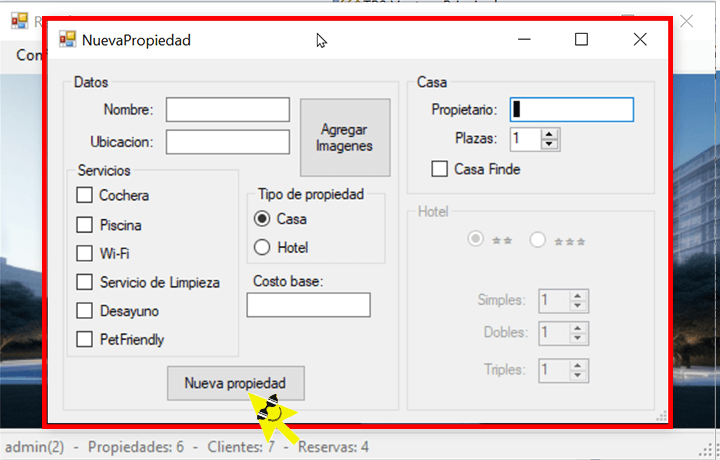 NuevaPropiedad
Datos
Nombre:
Ubicacion:
Agregar
Imagenes
Servicios
Cochera
Piscina
Wi-Fi
Servicio de Limpieza
Desayuno
PetFriendly
Tipo de propiedad
Casa
Hotel
Costo base:
Nueva propiedad
Casa
Propietario:
Plazas: 1
Casa Finde
Hotel
★★ ★★★
Simples: 1
Dobles: 1
Triples: 1
admin(2) - Propiedades: 6 - Clientes: 7 - Reservas: 4